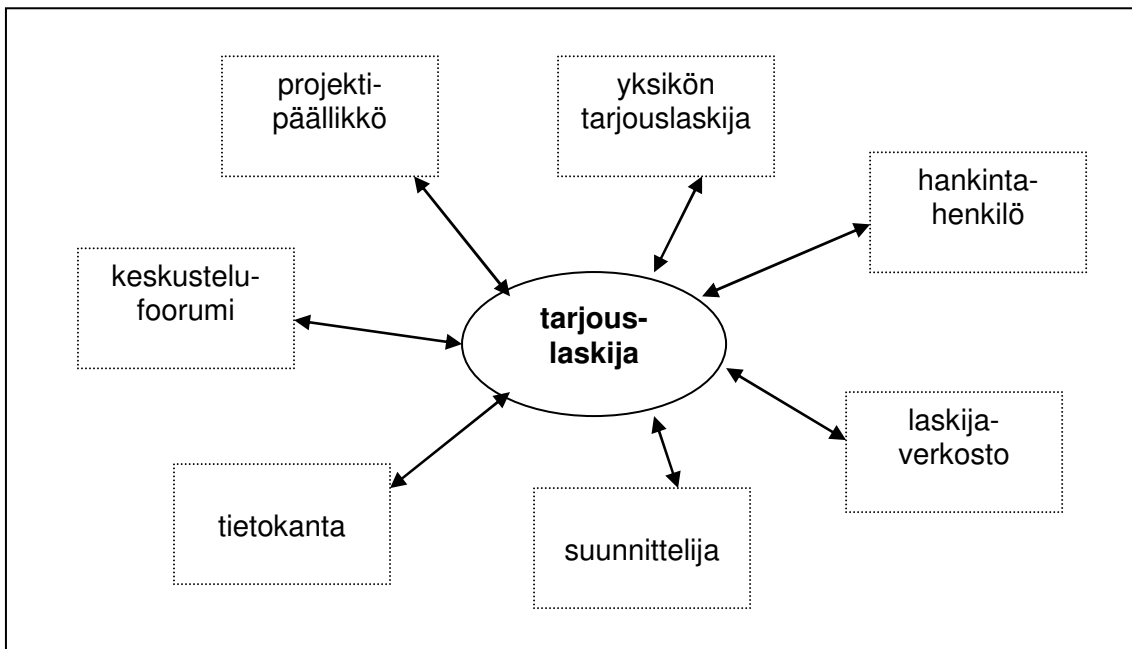 projekti-
päällikkö
yksikön
tarjouslaskija
hankinta-
henkilö
keskustelu-
foorumi
tarjous-
laskija
laskija-
verkosto
tietokanta
suunnittelija